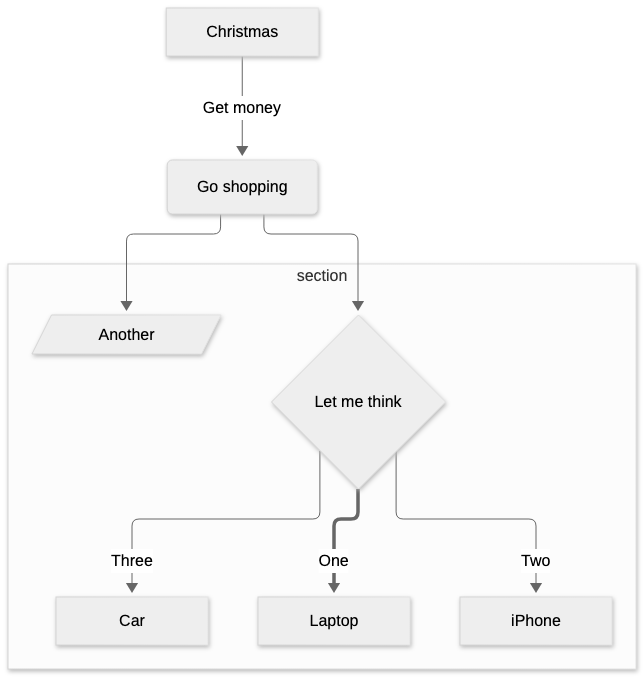 Christmas
Get money
Go shopping
section
Another
Let me think
Three
One
Two
Car
Laptop
iPhone